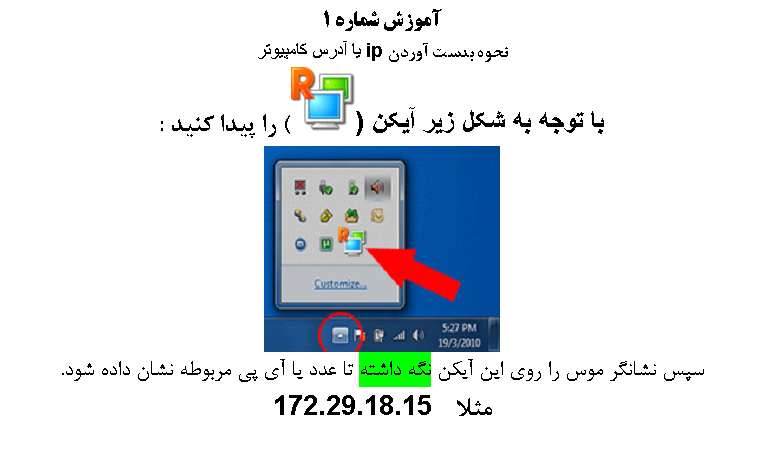 آموزش شماره ۱
نحوه بدست آوردن ip یا آدرس کامپیوتر
با توجه به شکل زیر آیکن (R) را پیدا کنید :
R
Customize...
5:27 PM
19/3/2010
سپس نشانگر موس را روی این آیکن نگه داشته تا عدد یا آی پی مربوطه نشان داده شود.
مثلا 172.29.18.15